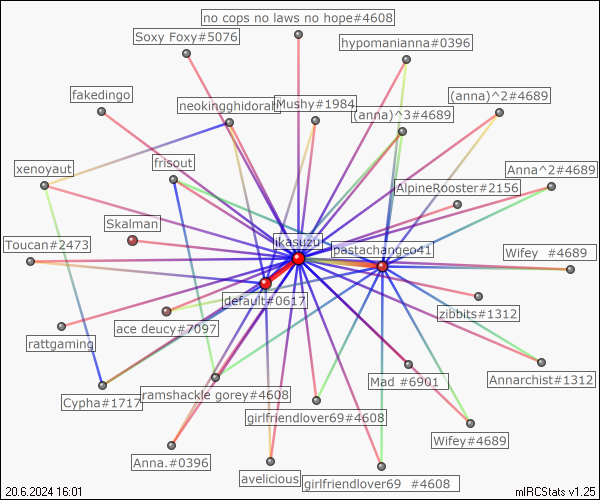 no cops no laws no hope#4608
Soxy Foxy#5076
hypomanianna#0396
fakedingo
neokingghidorah
Mushy#1984
(anna)^3#4689
(anna)^2#4689
xenoyaut
frisout
Anna^2#4689
AlpineRooster#2156
Skalman
ikasuzu
Toucan#2473
pastachangeo41
Wifey #4689
default#0617
zibbits#1312
ace deucy#7097
rattgaming
Mad #6901
Annarchist#1312
Cypha#1717
ramshackle gorey#4608
girlfriendlover69#4608
Wifey#4689
Anna.#0396
avelicious
girlfriendlover69 #4608
20.6.2024 16:01
mIRCStats v1.25